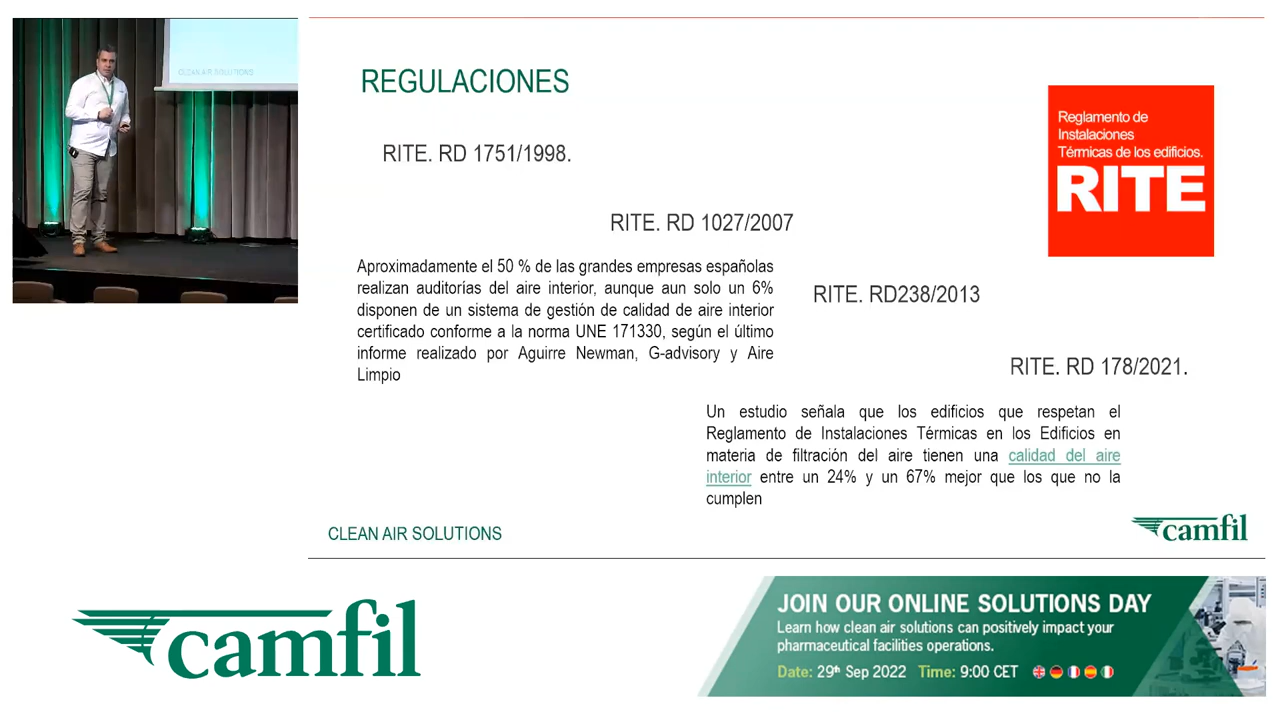 CLEAN AIR SOLUTIONS
REGULACIONES
Reglamento de
Instalaciones
Térmicas de los edificios.
RITE
RITE. RD 1751/1998.
RITE. RD 1027/2007
Aproximadamente el 50 % de las grandes empresas españolas
realizan auditorías del aire interior, aunque aun solo un 6%
disponen de un sistema de gestión de calidad de aire interior
certificado conforme a la norma UNE 171330, según el último
informe realizado por Aguirre Newman, G-advisory y Aire
Limpio
RITE. RD238/2013
RITE. RD 178/2021.
Un estudio señala que los edificios que respetan el
Reglamento de Instalaciones Térmicas en los Edificios en
materia de filtración del aire tienen una calidad del aire
interior entre un 24% y un 67% mejor que los que no la
cumplen
CLEAN AIR SOLUTIONS
camfil
camfil
JOIN OUR ONLINE SOLUTIONS DAY
Learn how clean air solutions can positively impact your
pharmaceutical facilities operations.
Date: 29th Sep 2022 Time: 9:00 CET